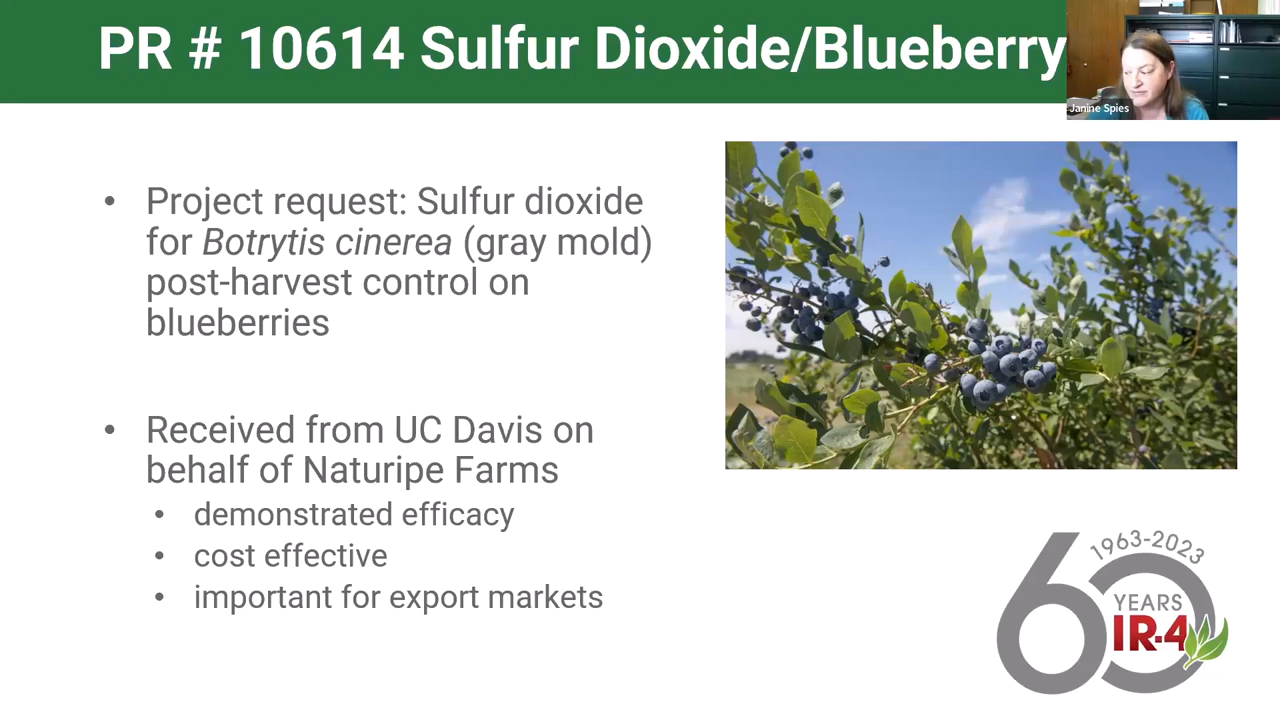 PR # 10614 Sulfur Dioxide/Blueberry
Janine Spies
• Project request: Sulfur dioxide
for Botrytis cinerea (gray mold)
post-harvest control on
blueberries
• Received from UC Davis on
behalf of Naturipe Farms
• demonstrated efficacy
• cost effective
• important for export markets
1963-2023
60
YEARS
IR-4